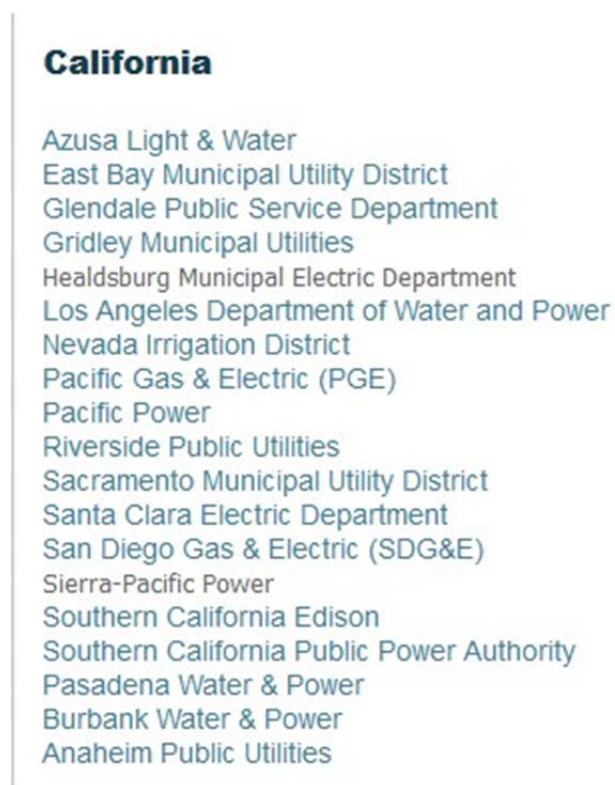 California
Azusa Light & Water
East Bay Municipal Utility District
Glendale Public Service Department
Gridley Municipal Utilities
Healdsburg Municipal Electric Department
Los Angeles Department of Water and Power
Nevada Irrigation District
Pacific Gas & Electric (PGE)
Pacific Power
Riverside Public Utilities
Sacramento Municipal Utility District
Santa Clara Electric Department
San Diego Gas & Electric (SDG&E)
Sierra-Pacific Power
Southern California Edison
Southern California Public Power Authority
Pasadena Water & Power
Burbank Water & Power
Anaheim Public Utilities